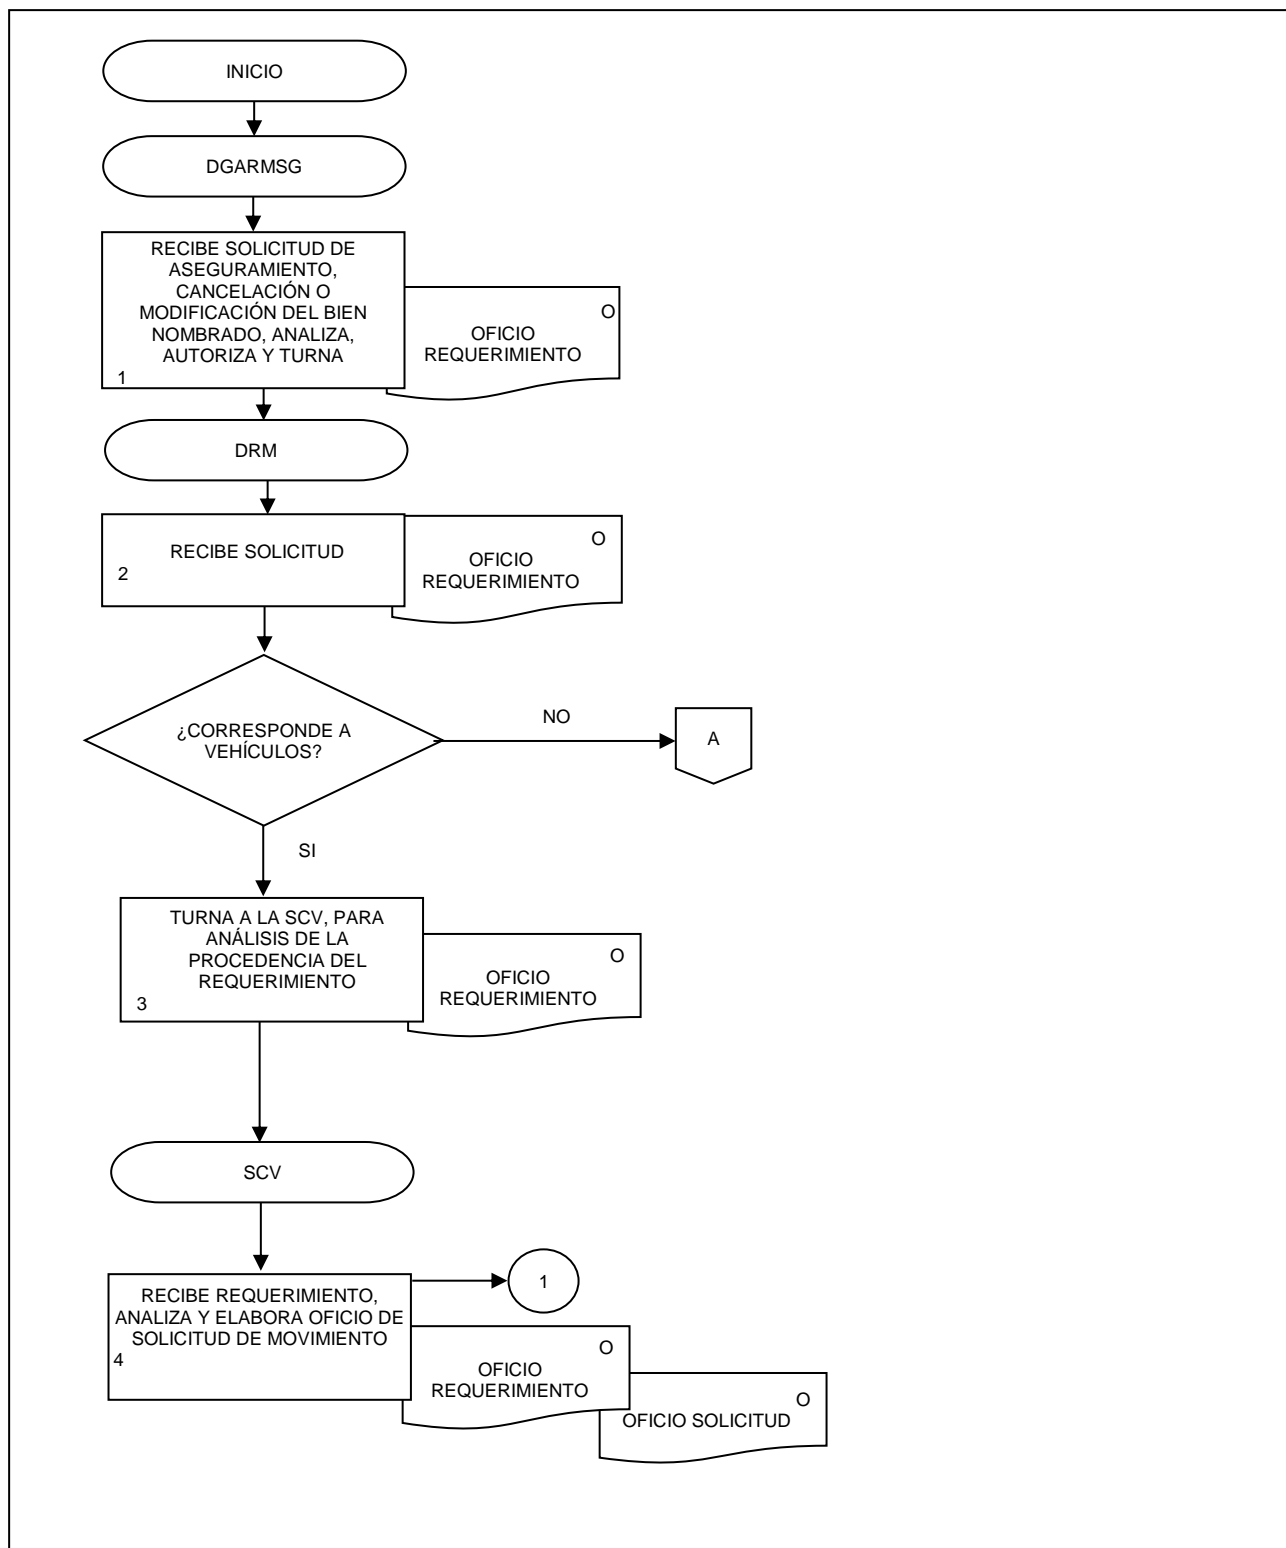 INICIO
DGARMSG
RECIBE SOLICITUD DE
ASEGURAMIENTO,
CANCELACIÓN O
MODIFICACIÓN DEL BIEN
NOMBRADO, ANALIZA,
AUTORIZA Y TURNA
1
O
OFICIO
REQUERIMIENTO
DRM
RECIBE SOLICITUD
2
O
OFICIO
REQUERIMIENTO
¿CORRESPONDE A
VEHÍCULOS?
NO
A
SI
TURNA A LA SCV, PARA
ANÁLISIS DE LA
PROCEDENCIA DEL
REQUERIMIENTO
3
O
OFICIO
REQUERIMIENTO
SCV
RECIBE REQUERIMIENTO,
ANALIZA Y ELABORA OFICIO DE
SOLICITUD DE MOVIMIENTO
4
1
O
OFICIO
REQUERIMIENTO
O
OFICIO SOLICITUD